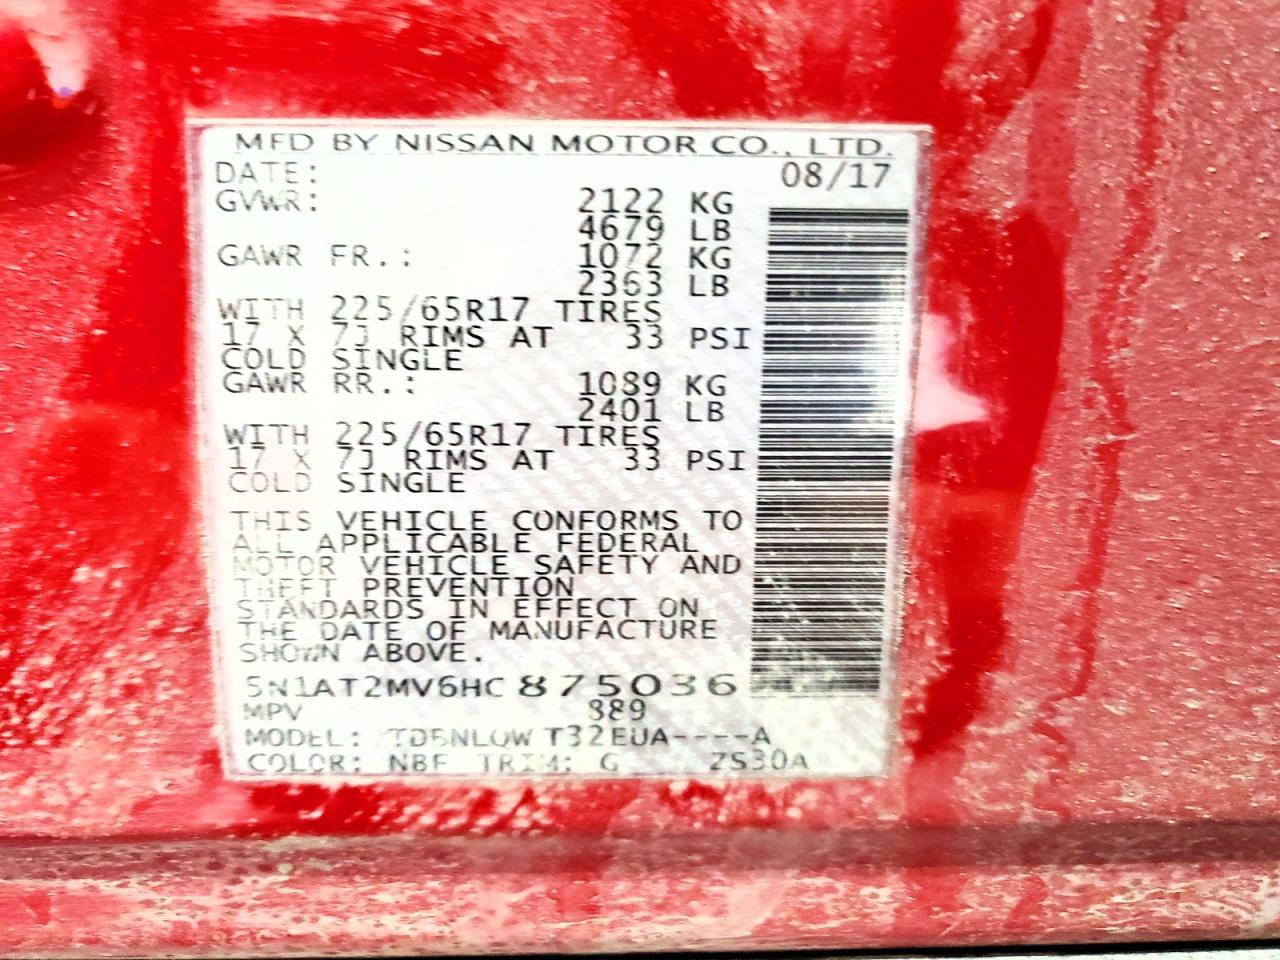 MFD BY NISSAN MOTOR CO., LTD.
DATE: 08/17
GVWR: 2122 KG
4679 LB
GAWR FR.: 1072 KG
2363 LB
WITH 225/65R17 TIRES
17 X 7J RIMS AT 33 PSI
COLD SINGLE
GAWR RR.: 1089 KG
2401 LB
WITH 225/65R17 TIRES
17 X 7J RIMS AT 33 PSI
COLD SINGLE
THIS VEHICLE CONFORMS TO
ALL APPLICABLE FEDERAL
MOTOR VEHICLE SAFETY AND
THEFT PREVENTION
STANDARDS IN EFFECT ON
THE DATE OF MANUFACTURE
SHOWN ABOVE.
5N1AT2MV6HC875036
MPV
MODEL: T32EUA----A
COLOR: NBF TRIM: G